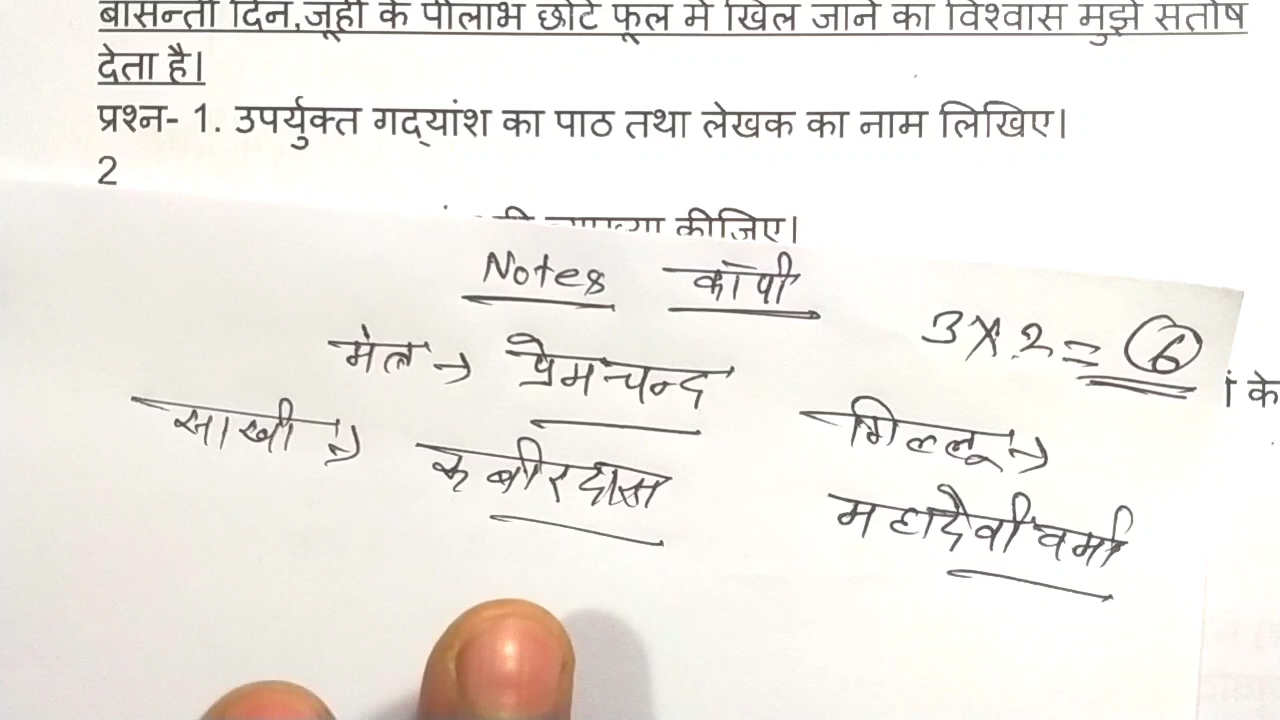 बासन्ती दिन,जूही के पीलाभ छोटे फूल में खिल जाने का विश्वास मुझे संतोष
देता है।
प्रश्न- 1. उपर्युक्त गद्यांश का पाठ तथा लेखक का नाम लिखिए।
2
की व्याख्या कीजिए।
Notes कॉपी
3 X 2 = 6
मेल → प्रेमचन्द
के
साखी → कबीरदास
गिल्लू →
महादेवी वर्मा